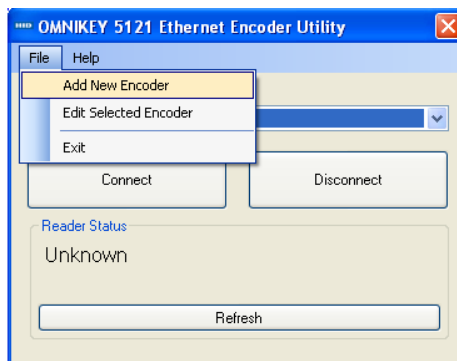 OMNIKEY 5121 Ethernet Encoder Utility
File Help
Add New Encoder
Edit Selected Encoder
Exit
Connect Disconnect
Reader Status
Unknown
Refresh